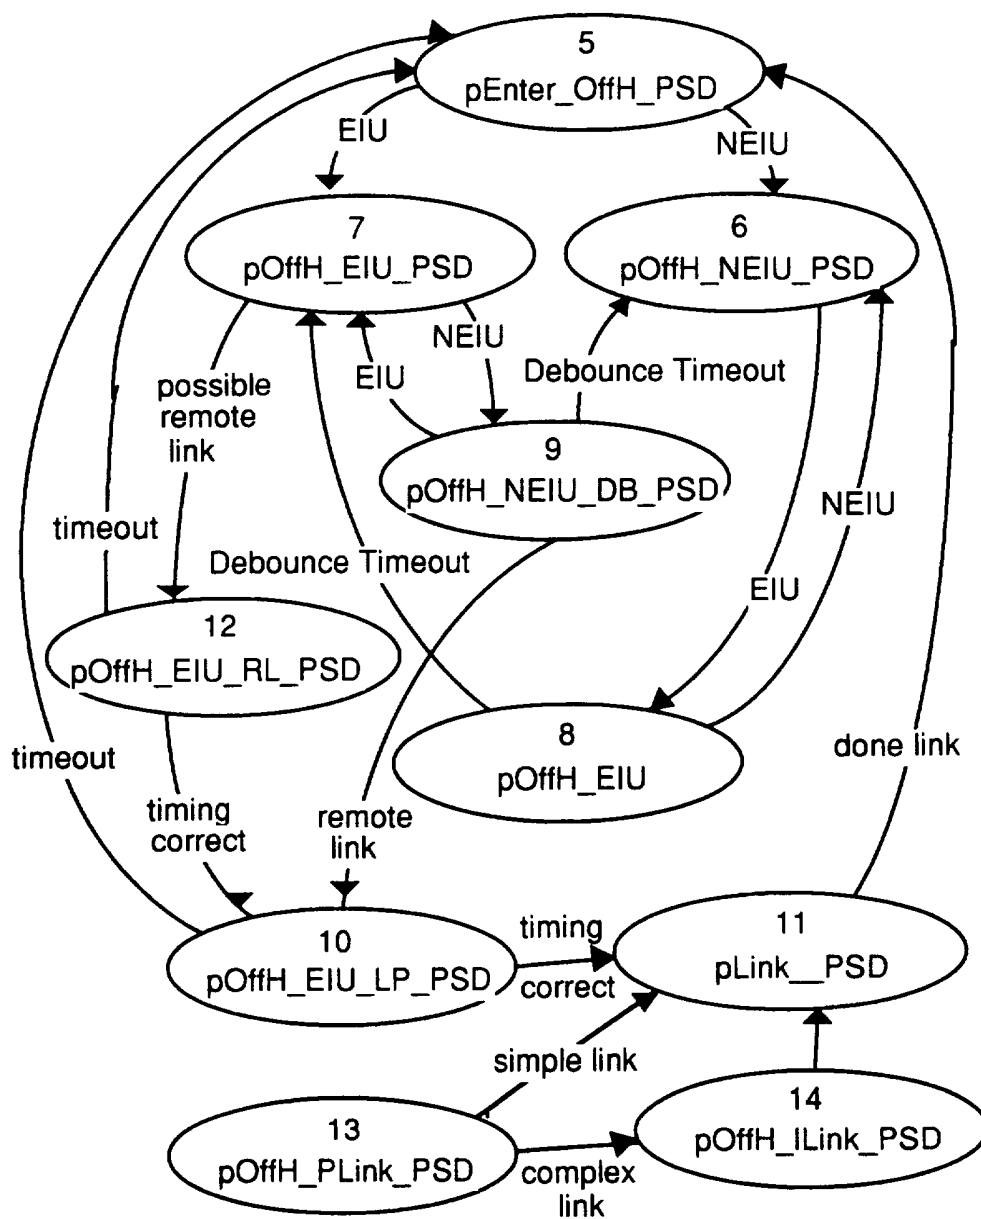 5
pEnter_OffH_PSD
EIU
NEIU
7
pOffH_EIU_PSD
6
pOffH_NEIU_PSD
NEIU
EIU
Debounce Timeout
possible
remote
link
9
pOffH_NEIU_DB_PSD
NEIU
timeout
Debounce Timeout
EIU
12
pOffH_EIU_RL_PSD
8
pOffH_EIU
timeout
done link
timing
correct
remote
link
10
pOffH_EIU_LP_PSD
timing
correct
11
pLink__PSD
simple link
13
pOffH_PLink_PSD
complex
link
14
pOffH_ILink_PSD